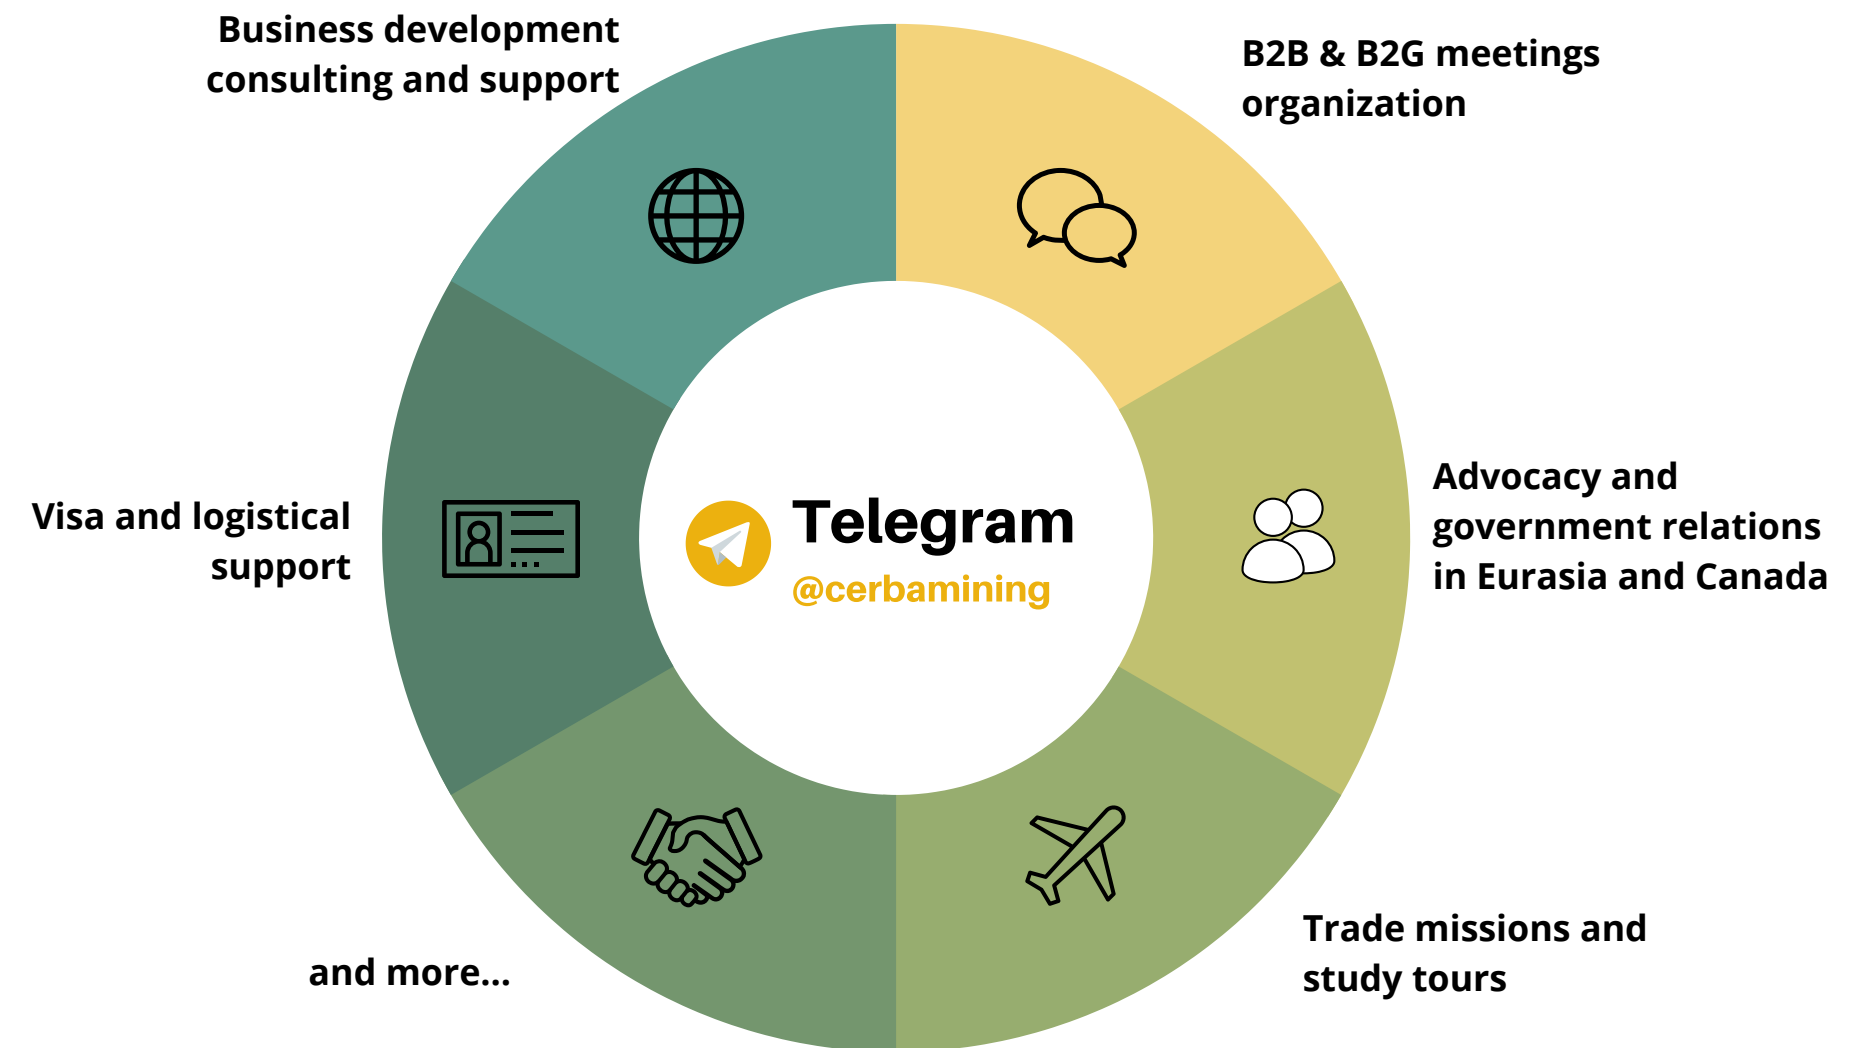 Business development
consulting and support
B2B & B2G meetings
organization
Visa and logistical
support
Telegram
@cerbamining
Advocacy and
government relations
in Eurasia and Canada
and more...
Trade missions and
study tours